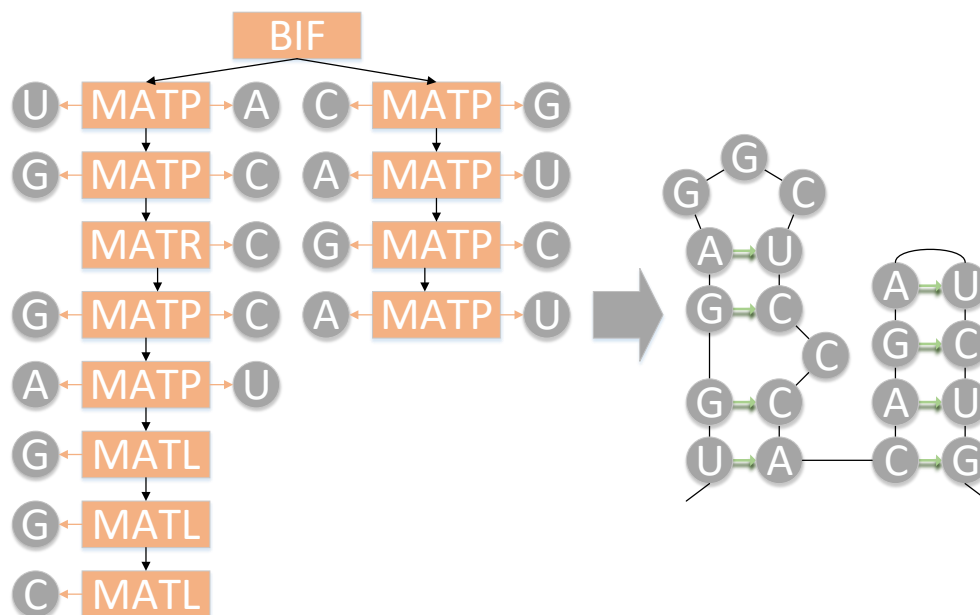 BIF
U MATP A C MATP G
G MATP C A MATP U
MATR C G MATP C
G MATP C A MATP U
A MATP U
G MATL
G MATL
C MATL
G
G C
A U
A U
G C
G C
C
G C
A U
U A
C G